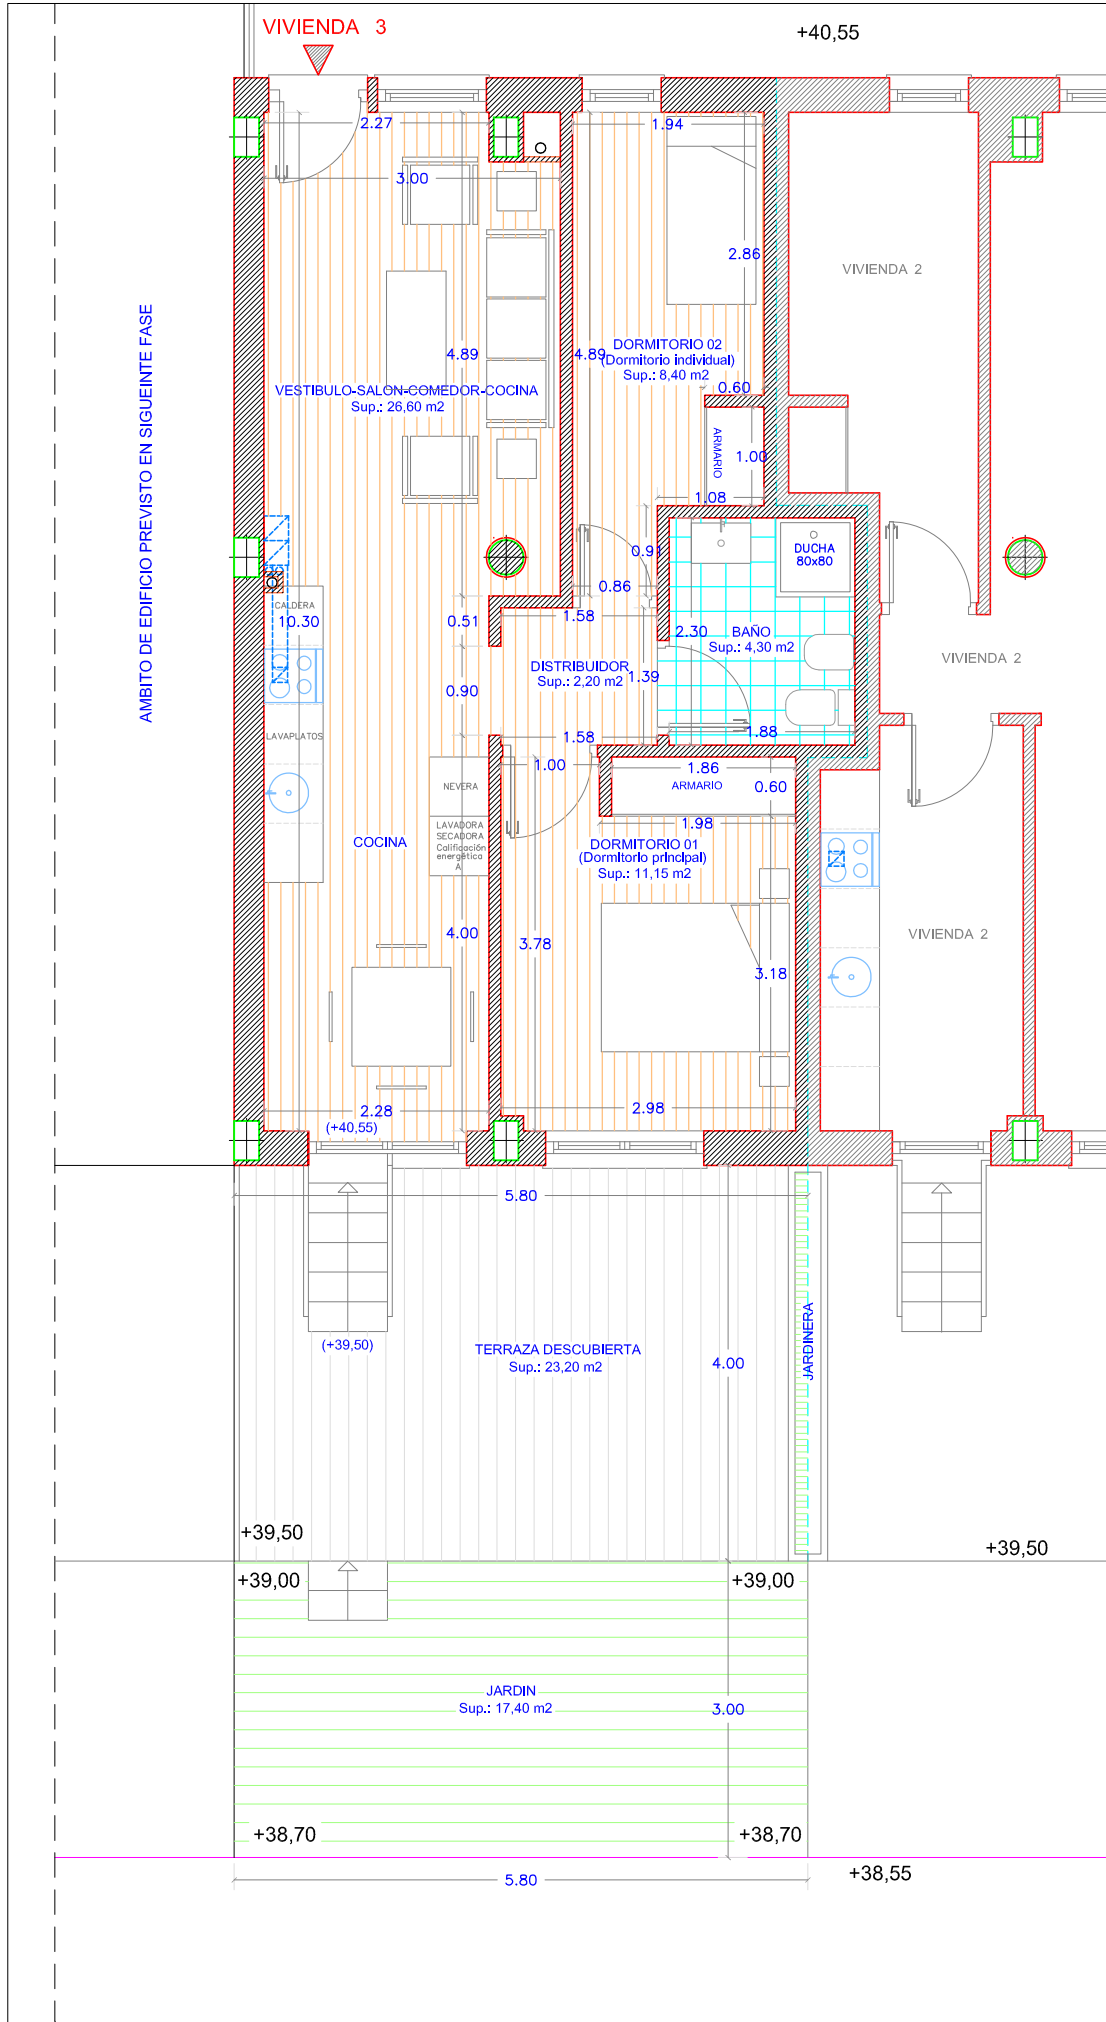 VIVIENDA 3
+40,55
2.27
1.94
3.00
2.86
VIVIENDA 2
AMBITO DE EDIFICIO PREVISTO EN SIGUEINTE FASE
4.89
4.89
DORMITORIO 02
(Dormitorio individual)
Sup.: 8,40 m2
VESTIBULO-SALON-COMEDOR-COCINA
Sup.: 26,60 m2
0.60
ARMARIO
1.00
1.08
0.91
DUCHA
80x80
0.86
CALDERA
10.30
0.51
1.58
2.30
BAÑO
Sup.: 4,30 m2
DISTRIBUIDOR
Sup.: 2,20 m2
1.39
VIVIENDA 2
0.90
LAVAPLATOS
1.58
1.88
1.00
1.86
ARMARIO
0.60
NEVERA
LAVADORA
SECADORA
Calificación
energética
A
1.98
COCINA
DORMITORIO 01
(Dormitorio principal)
Sup.: 11,15 m2
4.00
3.78
3.18
VIVIENDA 2
2.28
(+40,55)
2.98
5.80
(+39,50)
TERRAZA DESCUBIERTA
Sup.: 23,20 m2
4.00
JARDINERA
+39,50
+39,50
+39,00
+39,00
JARDIN
Sup.: 17,40 m2
3.00
+38,70
+38,70
+38,55
5.80